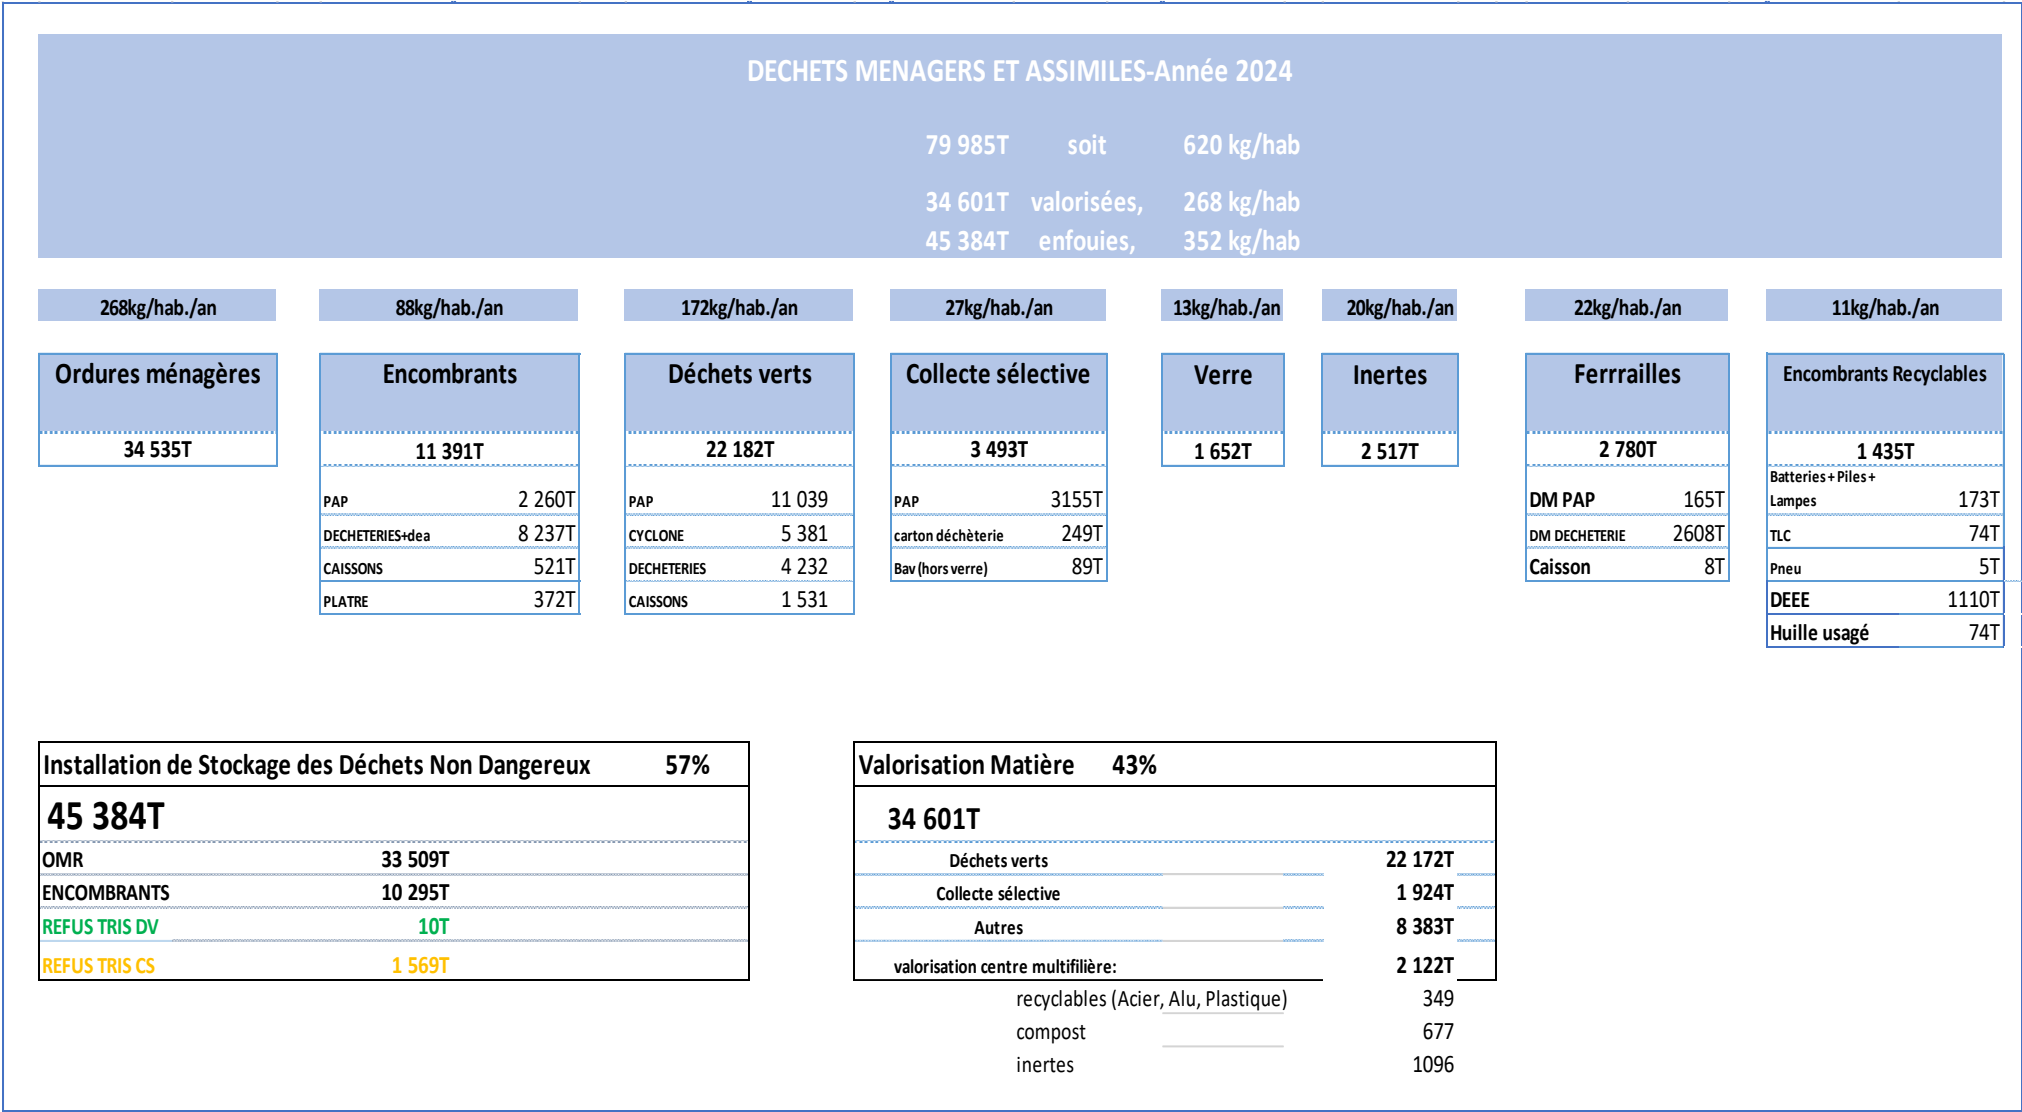 DECHETS MENAGERS ET ASSIMILES-Année 2024
79 985T soit 620 kg/hab
34 601T valorisées, 268 kg/hab
45 384T enfouies, 352 kg/hab
268kg/hab./an 88kg/hab./an 172kg/hab./an 27kg/hab./an 13kg/hab./an 20kg/hab./an 22kg/hab./an 11kg/hab./an
Ordures ménagères Encombrants Déchets verts Collecte sélective Verre Inertes Ferrrailles Encombrants Recyclables
34 535T 11 391T 22 182T 3 493T 1 652T 2 517T 2 780T 1 435T
Batteries + Piles +
PAP 2 260T PAP 11 039 PAP 3155T DM PAP 165T Lampes 173T
DECHETERIES+dea 8 237T CYCLONE 5 381 carton déchèterie 249T DM DECHETERIE 2608T TLC 74T
CAISSONS 521T DECHETERIES 4 232 Bav (hors verre) 89T Caisson 8T Pneu 5T
PLATRE 372T CAISSONS 1 531 DEEE 1110T
Huille usagé 74T
Installation de Stockage des Déchets Non Dangereux 57% Valorisation Matière 43%
45 384T 34 601T
OMR 33 509T Déchets verts 22 172T
ENCOMBRANTS 10 295T Collecte sélective 1 924T
REFUS TRIS DV 10T Autres 8 383T
REFUS TRIS CS 1 569T valorisation centre multifilière: 2 122T
recyclables (Acier, Alu, Plastique) 349
compost 677
inertes 1096